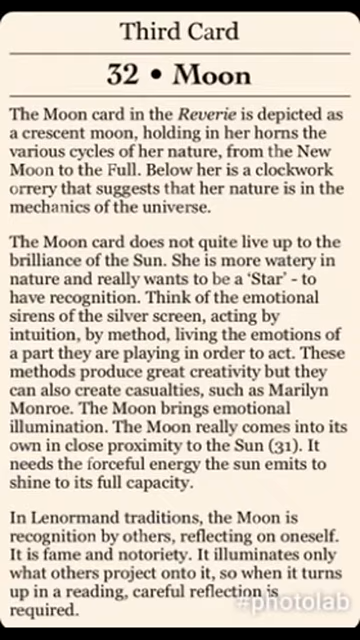 Third Card
32 • Moon
The Moon card in the Reverie is depicted as
a crescent moon, holding in her horns the
various cycles of her nature, from the New
Moon to the Full. Below her is a clockwork
orrery that suggests that her nature is in the
mechanics of the universe.
The Moon card does not quite live up to the
brilliance of the Sun. She is more watery in
nature and really wants to be a ‘Star’ - to
have recognition. Think of the emotional
sirens of the silver screen, acting by
intuition, by method, living the emotions of
a part they are playing in order to act. These
methods produce great creativity but they
can also create casualties, such as Marilyn
Monroe. The Moon brings emotional
illumination. The Moon really comes into its
own in close proximity to the Sun (31). It
needs the forceful energy the sun emits to
shine to its full capacity.
In Lenormand traditions, the Moon is
recognition by others, reflecting on oneself.
It is fame and notoriety. It illuminates only
what others project onto it, so when it turns
up in a reading, careful reflection is
required.
#photolab